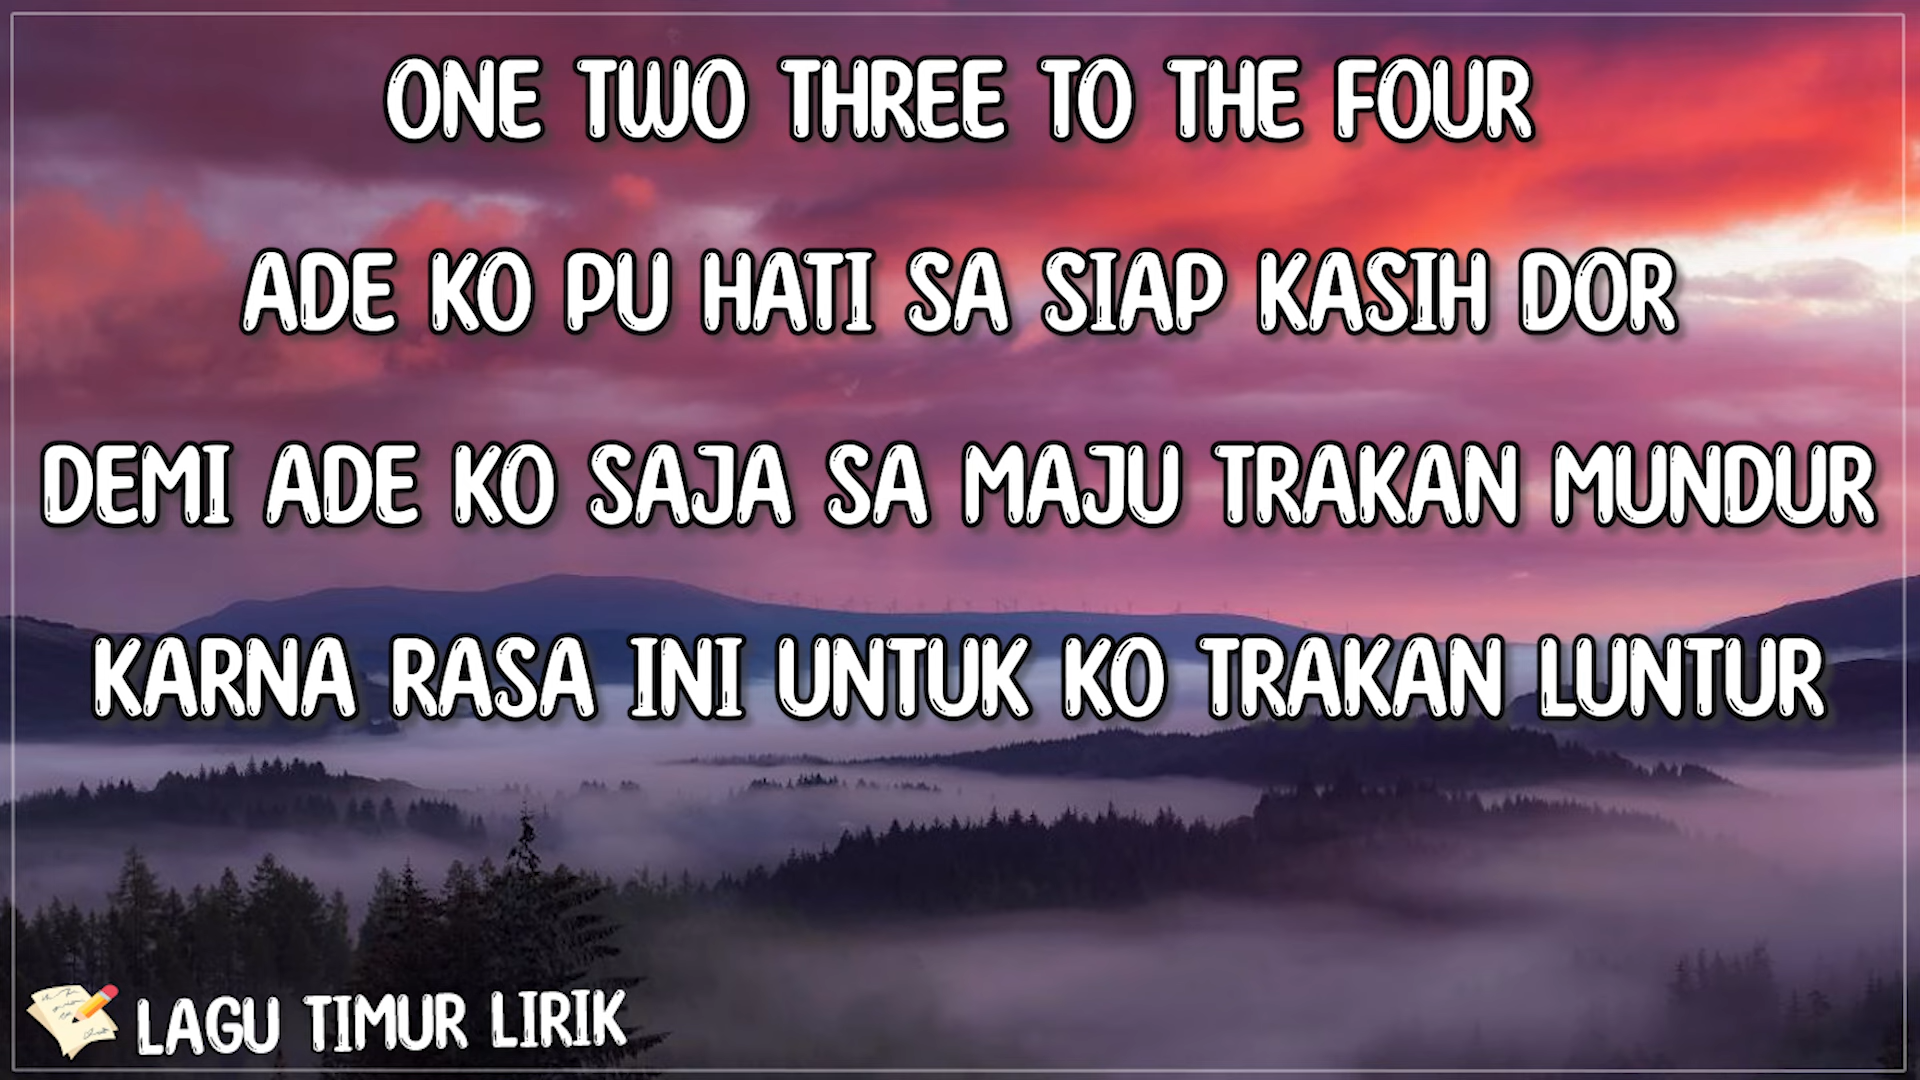 ONE TWO THREE TO THE FOUR
ADE KO PU HATI SA SIAP KASIH DOR
DEMI ADE KO SAJA SA MAJU TRAKAN MUNDUR
KARNA RASA INI UNTUK KO TRAKAN LUNTUR
LAGU TIMUR LIRIK